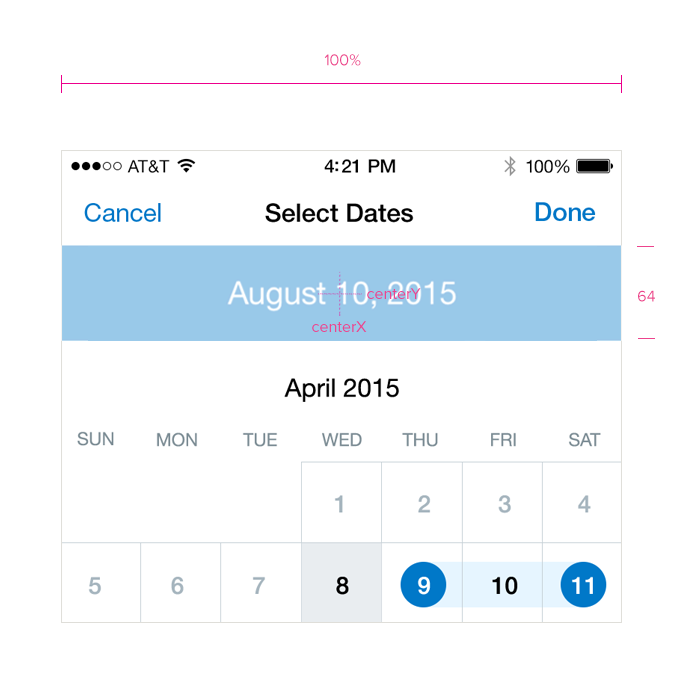 100%
AT&T 4:21 PM 100%
Cancel Select Dates Done
August 10, 2015
centerY
64
centerX
April 2015
SUN MON TUE WED THU FRI SAT
1 2 3 4
5 6 7 8 9 10 11